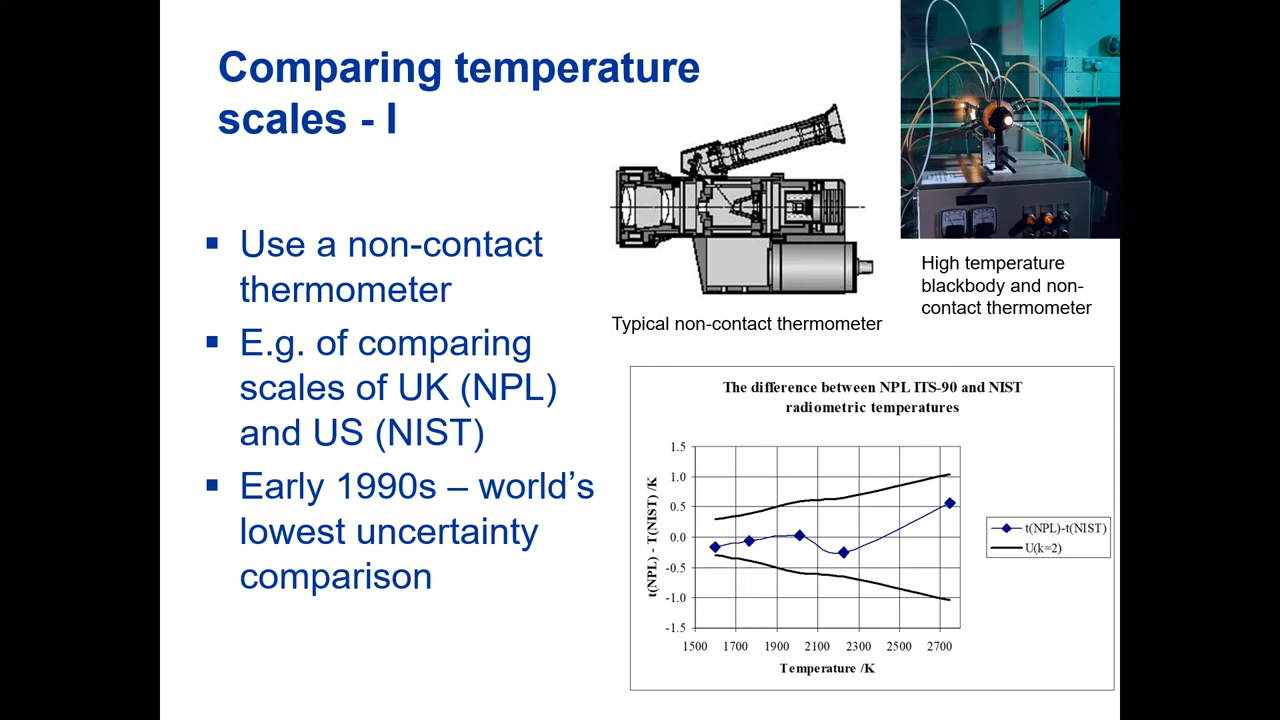 Comparing temperature
scales - I
Use a non-contact
thermometer
E.g. of comparing
scales of UK (NPL)
and US (NIST)
Early 1990s – world's
lowest uncertainty
comparison
Typical non-contact thermometer
High temperature
blackbody and non-
contact thermometer
The difference between NPL ITS-90 and NIST
radiometric temperatures
t(NPL) - T(NIST) /K
1.5
1.0
0.5
0.0
-0.5
-1.0
-1.5
1500 1700 1900 2100 2300 2500 2700
Temperature /K
t(NPL)-t(NIST)
U(k=2)